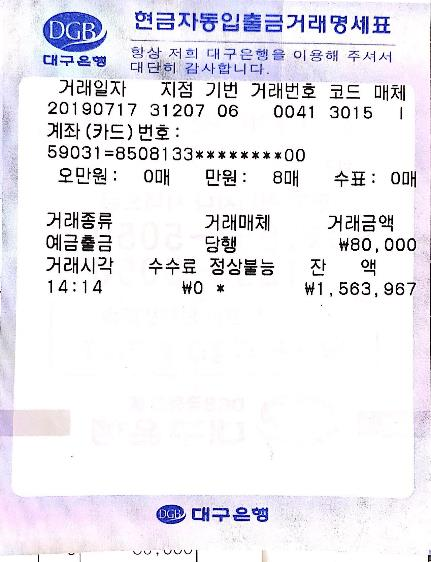 DGB
대구은행
현금자동입출금거래명세표
항상 저희 대구은행을 이용해 주셔서
대단히 감사합니다.
거래일자 지점 기번 거래번호 코드 매체
20190717 31207 06 0041 3015 I
계좌(카드)번호:
59031=8508133********00
오만원: 0매 만원: 8매 수표: 0매
거래종류 거래매체 거래금액
예금출금 당행 ₩80,000
거래시각 수수료 정상불능 잔 액
14:14 ₩0 * ₩1,563,967
DGB 대구은행